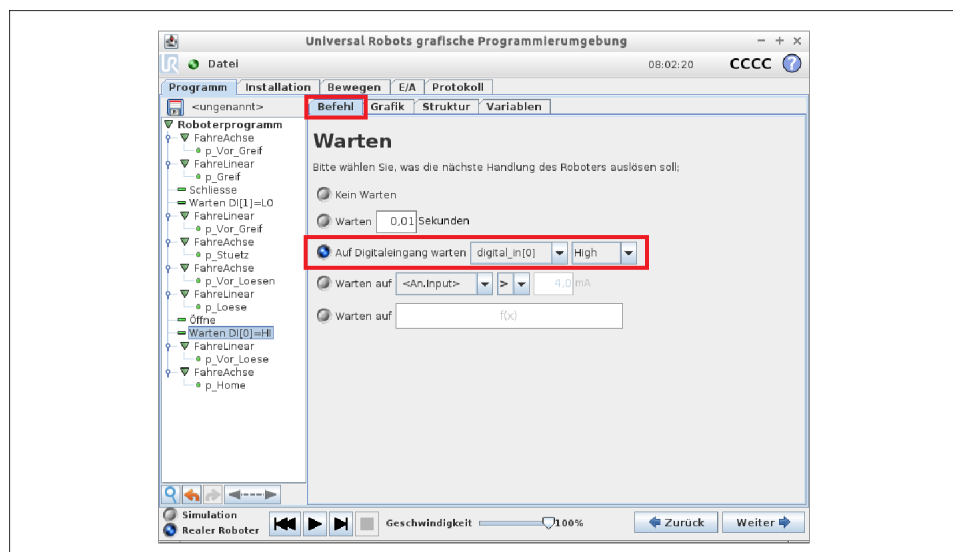 Universal Robots grafische Programmierumgebung
Datei 08:02:20 CCCC ?
Programm Installation Bewegen E/A Protokoll
<ungenannt> Befehl Grafik Struktur Variablen
Roboterprogramm
FahreAchse
p_Vor_Greif
FahreLinear
p_Greif
Schliesse
Warten DI[1]=LO
FahreLinear
p_Vor_Greif
FahreAchse
p_Stuetz
FahreAchse
p_Vor_Loesen
FahreLinear
p_Loese
Öffne
Warten DI[0]=HI
FahreLinear
p_Vor_Loese
FahreAchse
p_Home
Warten
Bitte wählen Sie, was die nächste Handlung des Roboters auslösen soll:
Kein Warten
Warten 0,01 Sekunden
Auf Digitaleingang warten digital_in[0] High
Warten auf <An.Input> > 4,0 mA
Warten auf f(x)
Simulation
Realer Roboter
Geschwindigkeit 100% Zurück Weiter